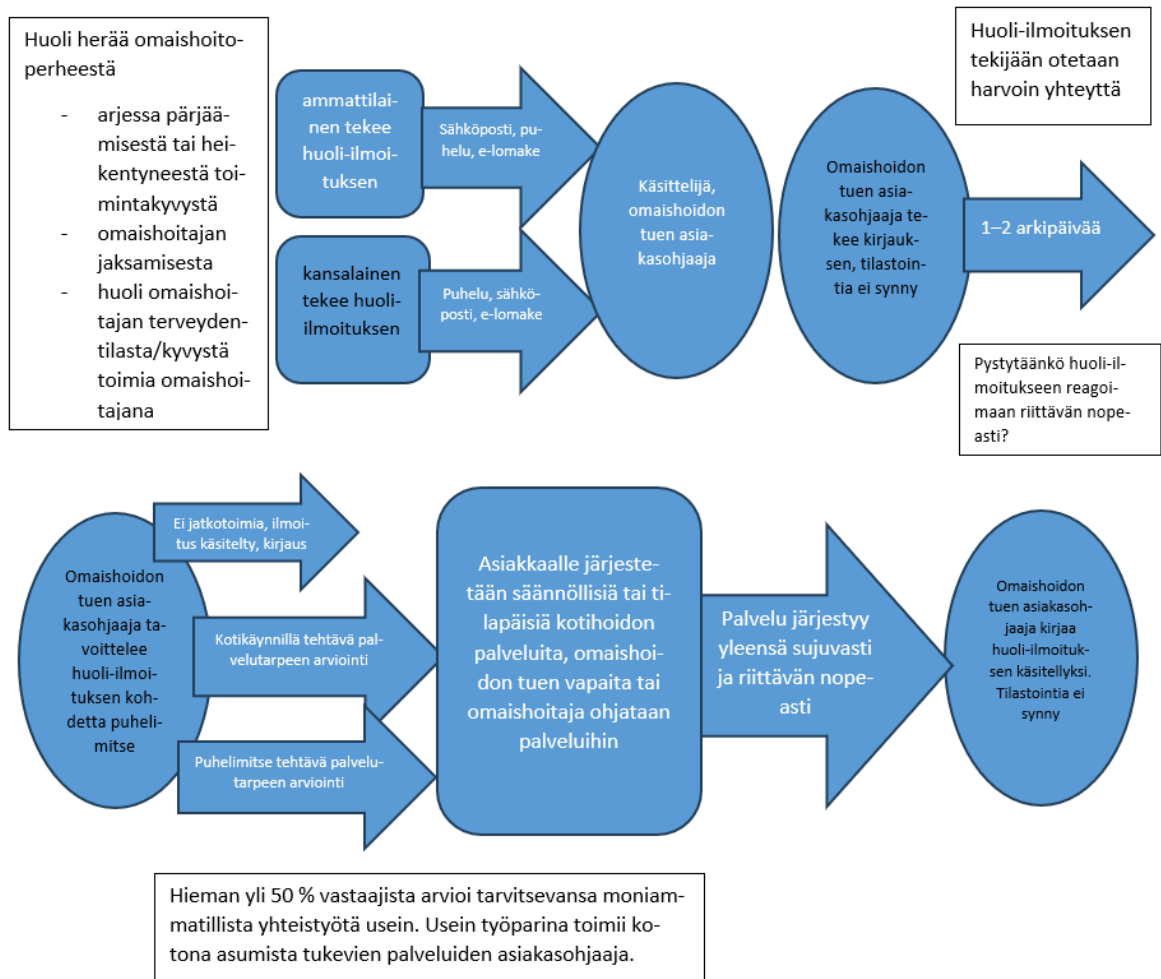 Huoli herää omaishoito-
perheestä
- arjessa pärjää-
misestä tai hei-
kentyneestä toi-
mintakyvystä
- omaishoitajan
jaksamisesta
- huoli omaishoi-
tajan terveyden-
tilasta/kyvystä
toimia omaishoi-
tajana
ammattilai-
nen tekee
huoli-ilmoi-
tuksen
Sähköposti, pu-
helu, e-lomake
kansalainen
tekee huoli-
ilmoituksen
Puhelu, sähkö-
posti, e-lomake
Käsittelijä,
omaishoidon
tuen asia-
kasohjaaja
Omaishoidon
tuen asia-
kasohjaaja te-
kee kirjauk-
sen, tilastoin-
tia ei synny
Huoli-ilmoituksen
tekijään otetaan
harvoin yhteyttä
1–2 arkipäivää
Pystytäänkö huoli-il-
moitukseen reagoi-
maan riittävän nope-
asti?
Omaishoidon
tuen asia-
kasohjaaja ta-
voittelee
huoli-ilmoi-
tuksen koh-
detta puheli-
mitse
Ei jatkotoimia, ilmoi-
tus käsitelty, kirjaus
Kotikäynnillä tehtävä pal-
velutarpeen arviointi
Puhelimitse tehtävä palvelu-
tarpeen arviointi
Asiakkaalle järjeste-
tään säännöllisiä tai ti-
lapäisiä kotihoidon
palveluita, omaishoi-
don tuen vapaita tai
omaishoitaja ohjataan
palveluihin
Palvelu järjestyy
yleensä sujuvasti
ja riittävän nope-
asti
Omaishoidon
tuen asiakasoh-
jaaja kirjaa
huoli-ilmoituk-
sen käsitellyksi.
Tilastointia ei
synny
Hieman yli 50 % vastaajista arvioi tarvitsevansa moniam-
matillista yhteistyötä usein. Usein työparina toimii ko-
tona asumista tukevien palveluiden asiakasohjaaja.